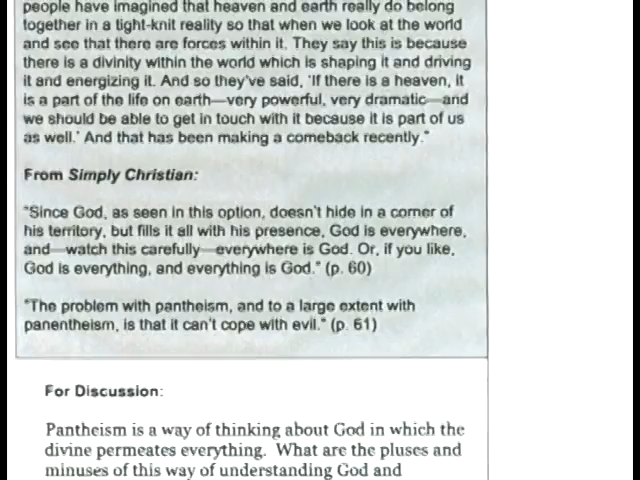 people have imagined that heaven and earth really do belong
together in a tight-knit reality so that when we look at the world
and see that there are forces within it. They say this is because
there is a divinity within the world which is shaping it and driving
it and energizing it. And so they've said, 'If there is a heaven, it
is a part of the life on earth—very powerful, very dramatic—and
we should be able to get in touch with it because it is part of us
as well.' And that has been making a comeback recently."
From Simply Christian:
"Since God, as seen in this option, doesn't hide in a corner of
his territory, but fills it all with his presence, God is everywhere,
and—watch this carefully—everywhere is God. Or, if you like,
God is everything, and everything is God." (p. 60)
"The problem with pantheism, and to a large extent with
panentheism, is that it can't cope with evil." (p. 61)
For Discussion:
Pantheism is a way of thinking about God in which the
divine permeates everything. What are the pluses and
minuses of this way of understanding God and